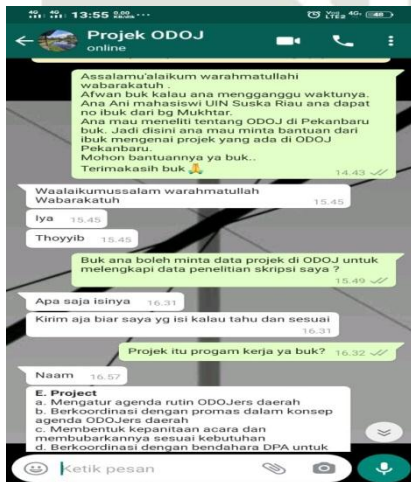 13:55
Projek ODOJ
online
Assalamu'alaikum warahmatullahi
wabarakatuh .
Afwan buk kalau ana mengganggu waktunya.
Ana Ani mahasiswi UIN Suska Riau ana dapat
no ibuk dari bg Mukhtar.
Ana mau meneliti tentang ODOJ di Pekanbaru
buk. Jadi disini ana mau minta bantuan dari
ibuk mengenai projek yang ada di ODOJ
Pekanbaru.
Mohon bantuannya ya buk..
Terimakasih buk 🙏
14.43
Waalaikumussalam warahmatullah
Wabarakatuh
15.45
Iya 15.45
Thoyyib 15.45
Buk ana boleh minta data projek di ODOJ untuk
melengkapi data penelitian skripsi saya ?
15.49
Apa saja isinya 16.31
Kirim aja biar saya yg isi kalau tahu dan sesuai
16.31
Projek itu progam kerja ya buk? 16.32
Naam 16.57
E. Project
a. Mengatur agenda rutin ODOJers daerah
b. Berkoordinasi dengan promas dalam konsep
agenda ODOJers daerah
c. Membentuk kepanitaan acara dan
membubarkannya sesuai kebutuhan
d. Berkoordinasi dengan bendahara DPA untuk
Ketik pesan